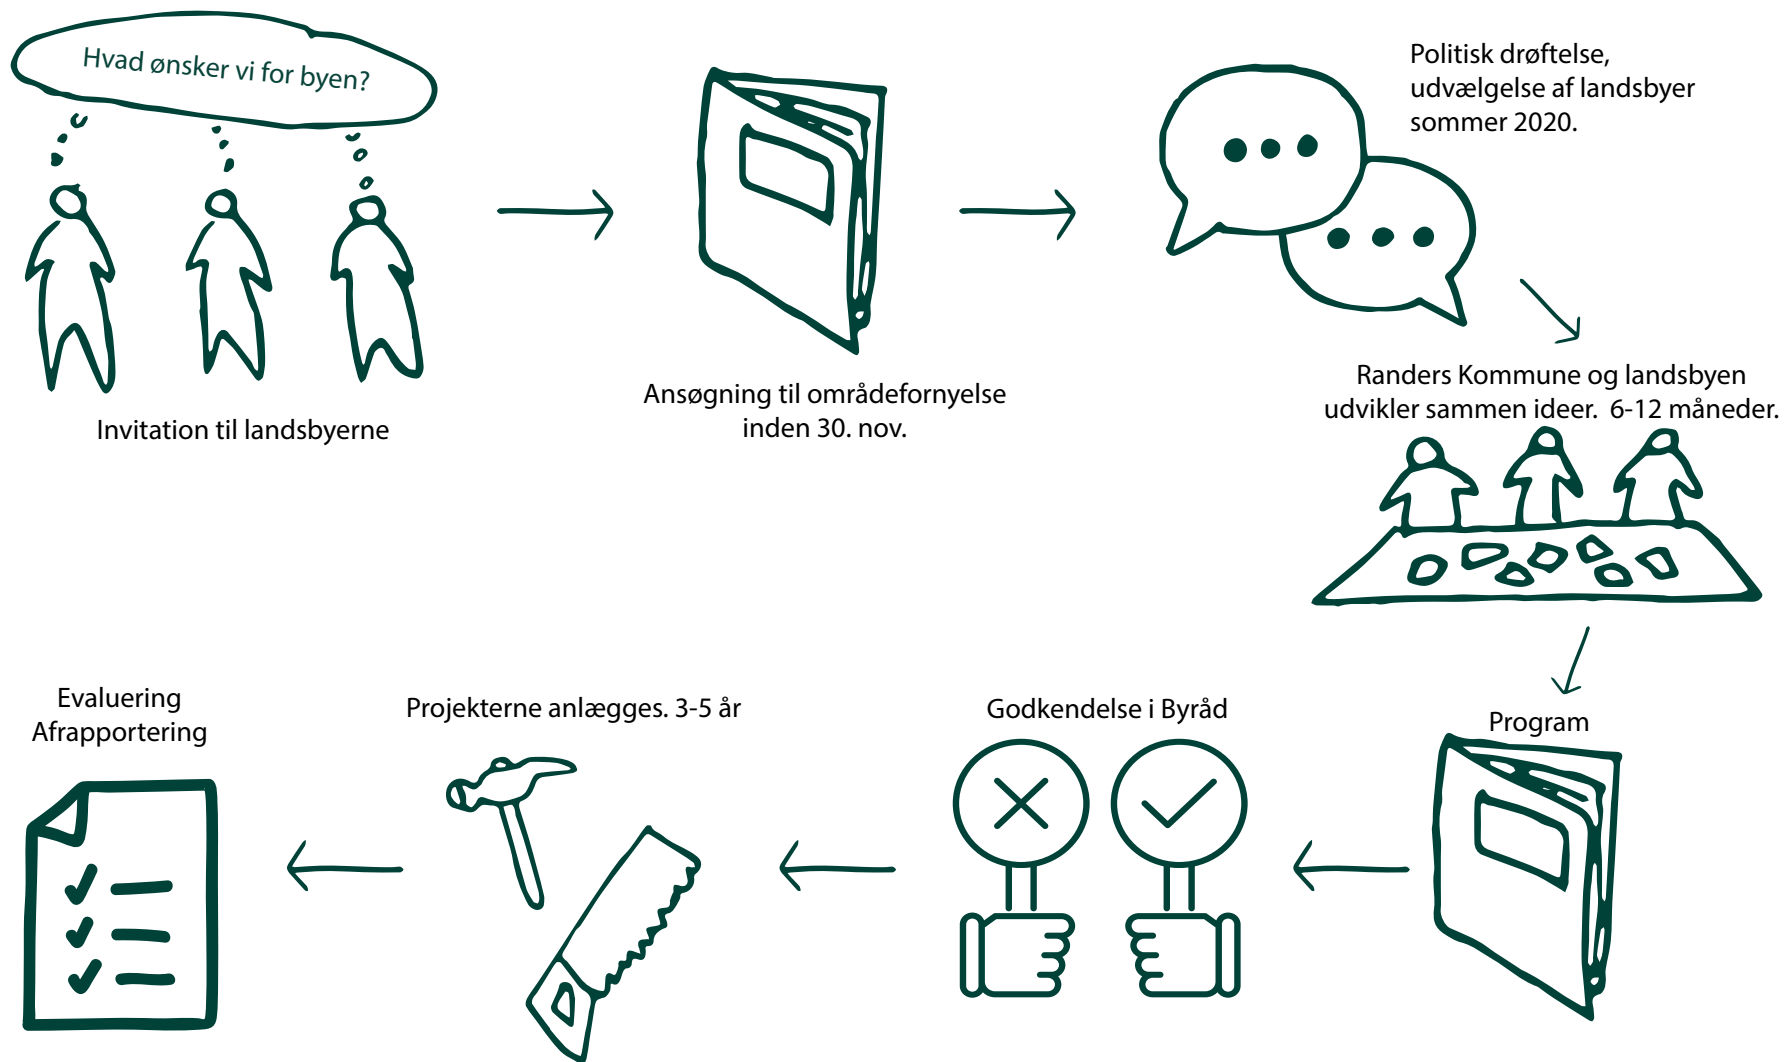 Hvad ønsker vi for byen?
Invitation til landsbyerne
Ansøgning til områdefornyelse
inden 30. nov.
Politisk drøftelse,
udvælgelse af landsbyer
sommer 2020.
Randers Kommune og landsbyen
udvikler sammen ideer.  6-12 måneder.
Program
Godkendelse i Byråd
Projekterne anlægges. 3-5 år
Evaluering
Afrapportering